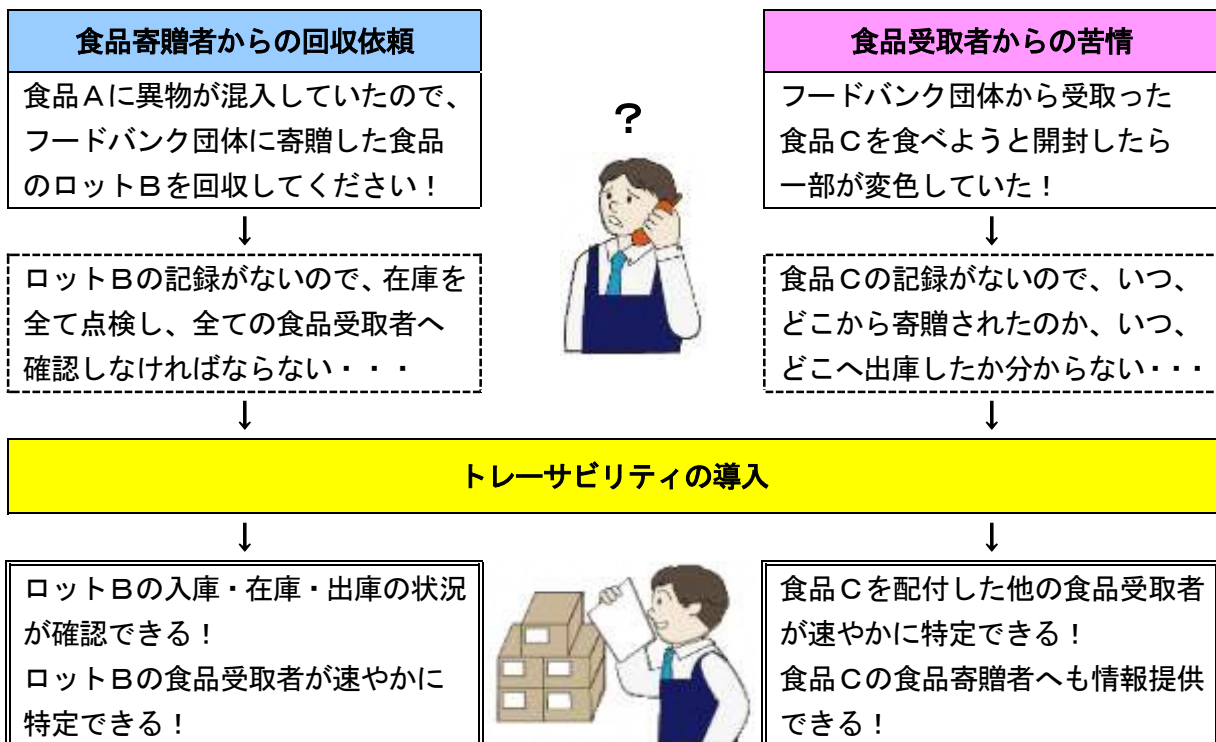 食品寄贈者からの回収依頼
食品Aに異物が混入していたので、
フードバンク団体に寄贈した食品
のロットBを回収してください！
↓
ロットBの記録がないので、在庫を
全て点検し、全ての食品受取者へ
確認しなければならない・・・
↓
？
食品受取者からの苦情
フードバンク団体から受取った
食品Cを食べようと開封したら
一部が変色していた！
↓
食品Cの記録がないので、いつ、
どこから寄贈されたのか、いつ、
どこへ出庫したか分からない・・・
↓
トレーサビリティの導入
↓
ロットBの入庫・在庫・出庫の状況
が確認できる！
ロットBの食品受取者が速やかに
特定できる！
↓
食品Cを配付した他の食品受取者
が速やかに特定できる！
食品Cの食品寄贈者へも情報提供
できる！